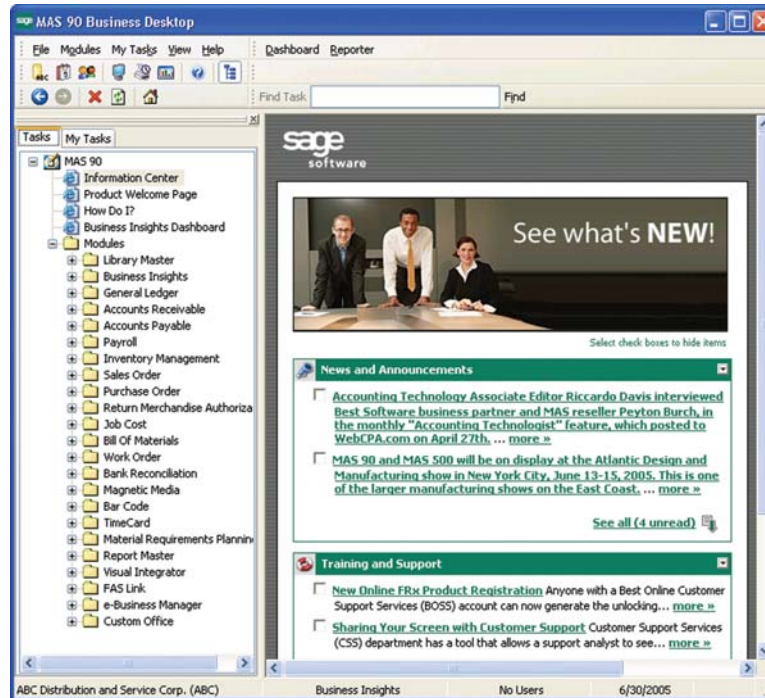 sage MAS 90 Business Desktop
File Modules My Tasks View Help
Dashboard Reporter
Find Task
Find
Tasks My Tasks
MAS 90
Information Center
Product Welcome Page
How Do I?
Business Insights Dashboard
Modules
Library Master
Business Insights
General Ledger
Accounts Receivable
Accounts Payable
Payroll
Inventory Management
Sales Order
Purchase Order
Return Merchandise Authoriza
Job Cost
Bill Of Materials
Work Order
Bank Reconciliation
Magnetic Media
Bar Code
TimeCard
Material Requirements Plannin
Report Master
Visual Integrator
FAS Link
e-Business Manager
Custom Office
sage
software
See what's NEW!
Select check boxes to hide items
News and Announcements
Accounting Technology Associate Editor Riccardo Davis interviewed
Best Software business partner and MAS reseller Peyton Burch, in
the monthly "Accounting Technologist" feature, which posted to
WebCPA.com on April 27th. ... more »
MAS 90 and MAS 500 will be on display at the Atlantic Design and
Manufacturing show in New York City, June 13-15, 2005. This is one
of the larger manufacturing shows on the East Coast. ... more »
See all (4 unread)
Training and Support
New Online FRx Product Registration Anyone with a Best Online Customer
Support Services (BOSS) account can now generate the unlocking... more »
Sharing Your Screen with Customer Support Customer Support Services
(CSS) department has a tool that allows a support analyst to see... more »
ABC Distribution and Service Corp. (ABC) Business Insights No Users 6/30/2005